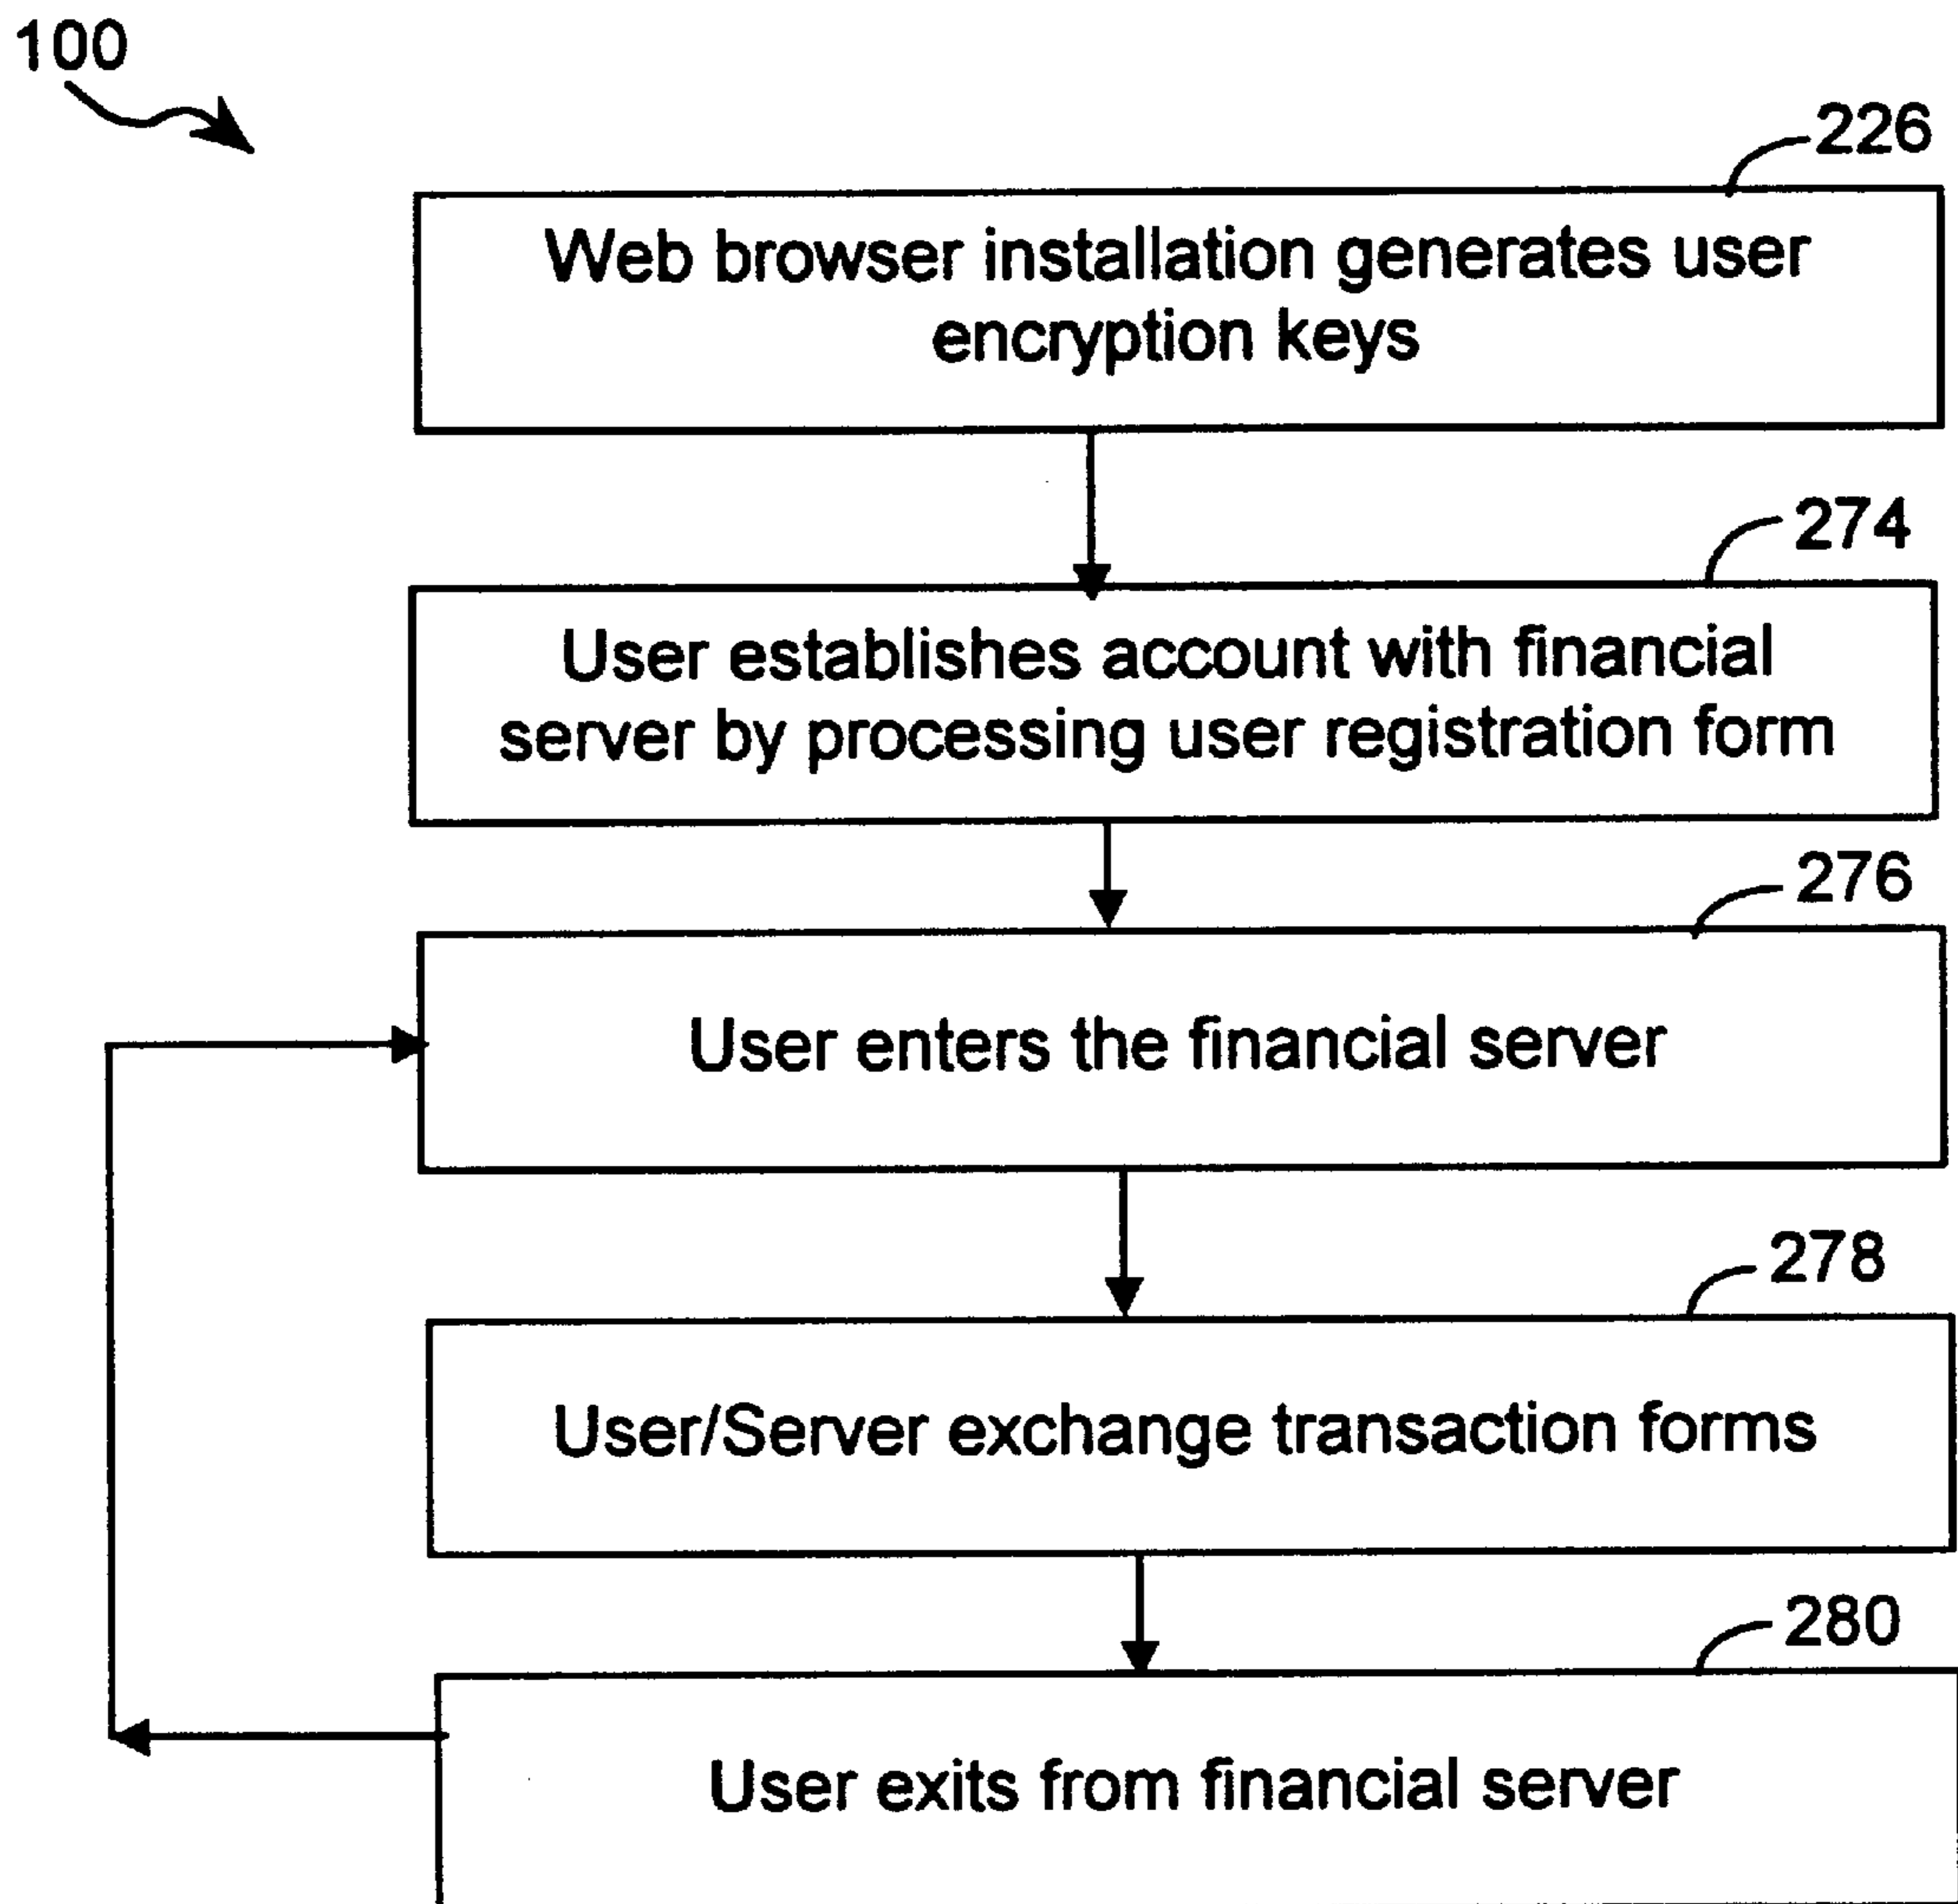 100
226
Web browser installation generates user
encryption keys
274
User establishes account with financial
server by processing user registration form
276
User enters the financial server
278
User/Server exchange transaction forms
280
User exits from financial server